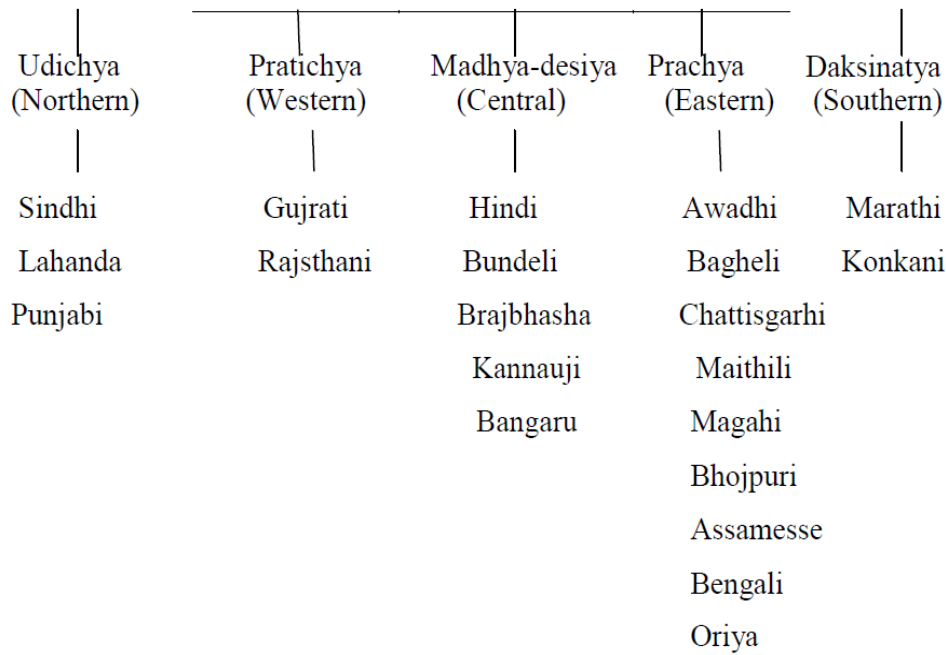 Udichya Pratichya Madhya-desiya Prachya Daksinatya
(Northern) (Western) (Central) (Eastern) (Southern)
Sindhi Gujrati Hindi Awadhi Marathi
Lahanda Rajsthani Bundeli Bagheli Konkani
Punjabi Brajbhasha Chattisgarhi
Kannauji Maithili
Bangaru Magahi
Bhojpuri
Assamesse
Bengali
Oriya